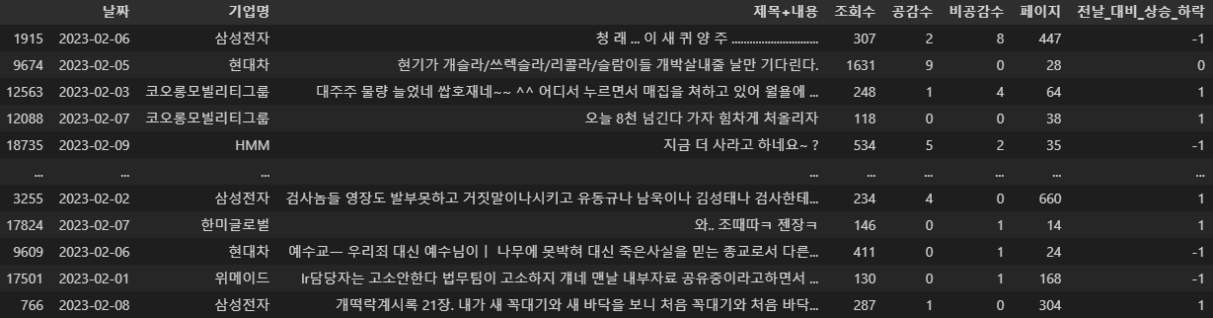 날짜 기업명 제목+내용 조회수 공감수 비공감수 페이지 전날_대비_상승_하락
1915 2023-02-06 삼성전자 청 래 ... 이 새 퀴 양 주 ............................... 307 2 8 447 -1
9674 2023-02-05 현대차 현기가 개슬라/쓰렉슬라/리콜라/슬람이들 개박살내줄 날만 기다린다. 1631 9 0 28 0
12563 2023-02-03 코오롱모빌리티그룹 대주주 물량 늘었네 쌉호재네~~ ^^ 어디서 누르면서 매집을 쳐하고 있어 월욜에 ... 248 1 4 64 1
12088 2023-02-07 코오롱모빌리티그룹 오늘 8천 넘긴다 가자 힘차게 처올리자 118 0 0 38 1
18735 2023-02-09 HMM 지금 더 사라고 하네요~ ? 534 5 2 35 -1
... ... ... ... ... ... ... ... ...
3255 2023-02-02 삼성전자 검사놈들 영장도 발부못하고 거짓말이나시키고 유동규나 남욱이나 김성태나 검사한테... 234 4 0 660 1
17824 2023-02-07 한미글로벌 와.. 조때따ㅋ 젠장ㅋ 146 0 1 14 1
9609 2023-02-06 현대차 예수교ㅡ 우리죄 대신 예수님이ㅣ 나무에 못박혀 대신 죽은사실을 믿는 종교로서 다른... 411 0 1 24 -1
17501 2023-02-01 위메이드 Ir담당자는 고소안한다 법무팀이 고소하지 걔네 맨날 내부자료 공유중이라고하면서 ... 130 0 1 168 -1
766 2023-02-08 삼성전자 개떡락계시록 21장. 내가 새 꼭대기와 새 바닥을 보니 처음 꼭대기와 처음 바닥... 287 1 0 304 1